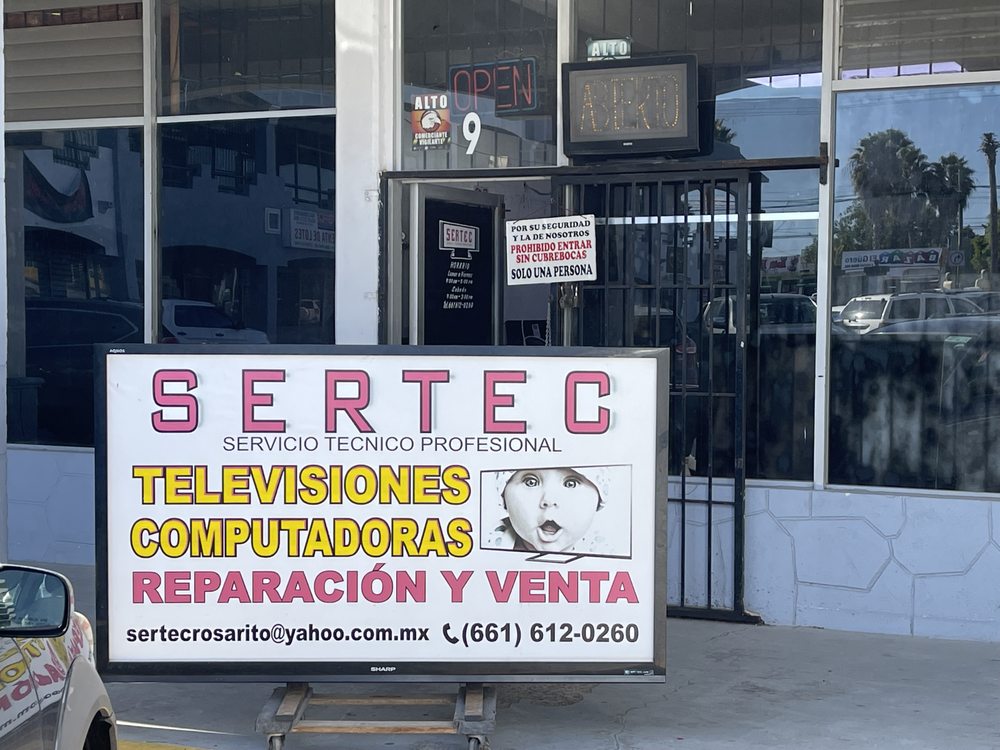 ALTO
OPEN
ABIERTO
ALTO
COMERCIANTE
VIGILANTE
9
SERTEC
HORARIO
POR SU SEGURIDAD
Y LA DE NOSOTROS
PROHIBIDO ENTRAR
SIN CUBREBOCAS
SOLO UNA PERSONA
SERTEC
SERVICIO TECNICO PROFESIONAL
TELEVISIONES
COMPUTADORAS
REPARACIÓN Y VENTA
sertecrosarito@yahoo.com.mx (661) 612-0260
SHARP
AQUOS